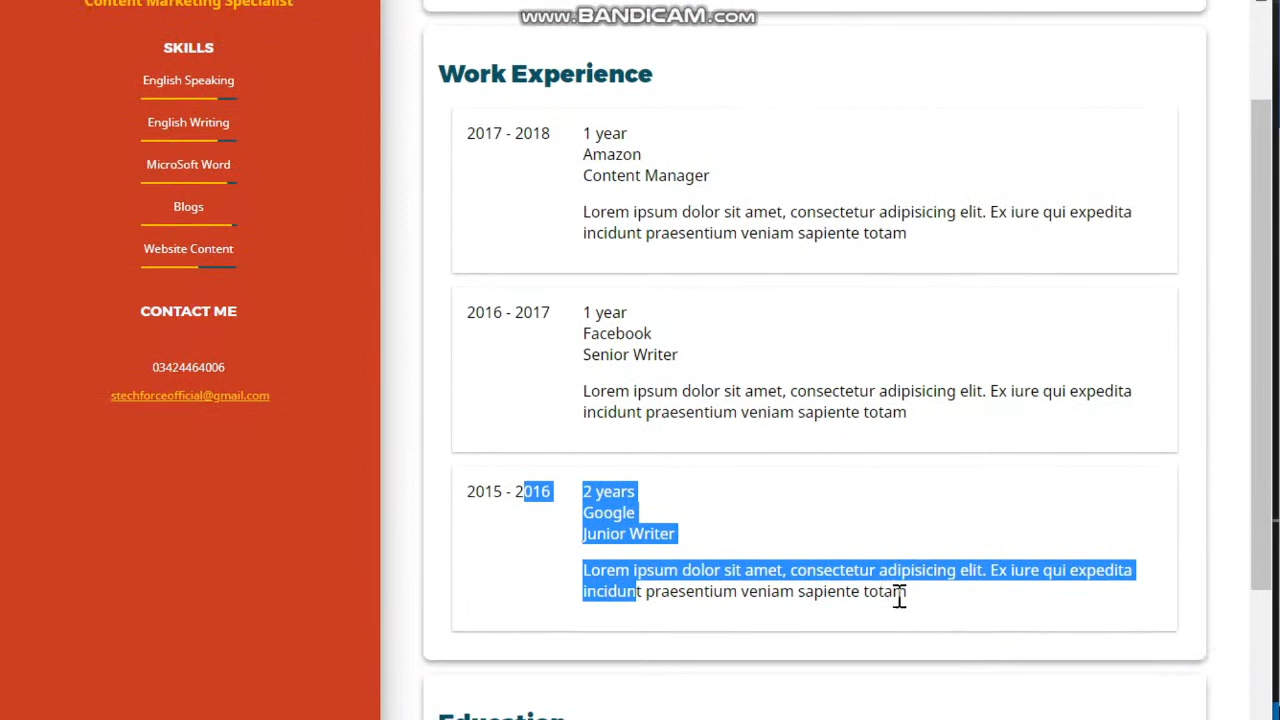 Content Marketing Specialist
www.BANDICAM.com
SKILLS
English Speaking
English Writing
MicroSoft Word
Blogs
Website Content
CONTACT ME
03424464006
stechforceofficial@gmail.com
Work Experience
2017 - 2018
1 year
Amazon
Content Manager
Lorem ipsum dolor sit amet, consectetur adipisicing elit. Ex iure qui expedita
incidunt praesentium veniam sapiente totam
2016 - 2017
1 year
Facebook
Senior Writer
Lorem ipsum dolor sit amet, consectetur adipisicing elit. Ex iure qui expedita
incidunt praesentium veniam sapiente totam
2015 - 2016
2 years
Google
Junior Writer
Lorem ipsum dolor sit amet, consectetur adipisicing elit. Ex iure qui expedita
incidunt praesentium veniam sapiente totam
Education